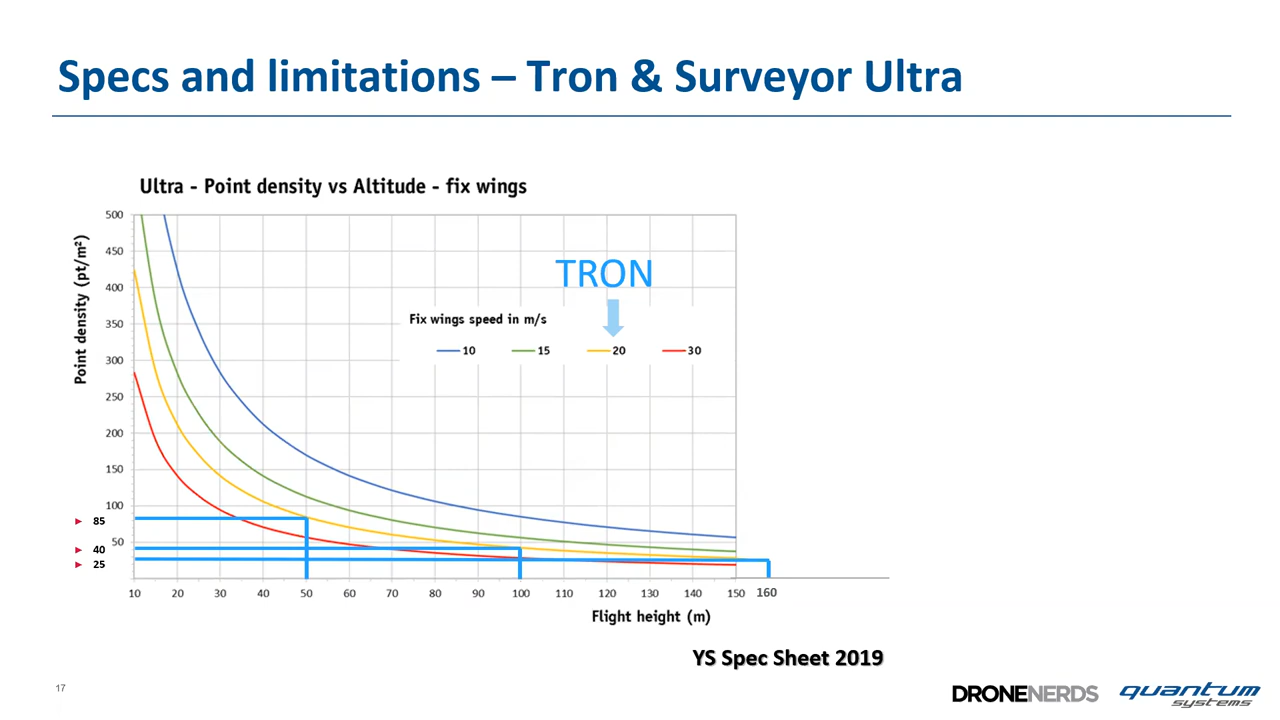 Specs and limitations – Tron & Surveyor Ultra
Ultra - Point density vs Altitude - fix wings
Point density (pt/m²)
500
450
400
350
300
250
200
150
100
50
► 85
► 40
► 25
TRON
Fix wings speed in m/s
10 15 20 30
10 20 30 40 50 60 70 80 90 100 110 120 130 140 150 160
Flight height (m)
YS Spec Sheet 2019
17
DRONENERDS
quantum
systems